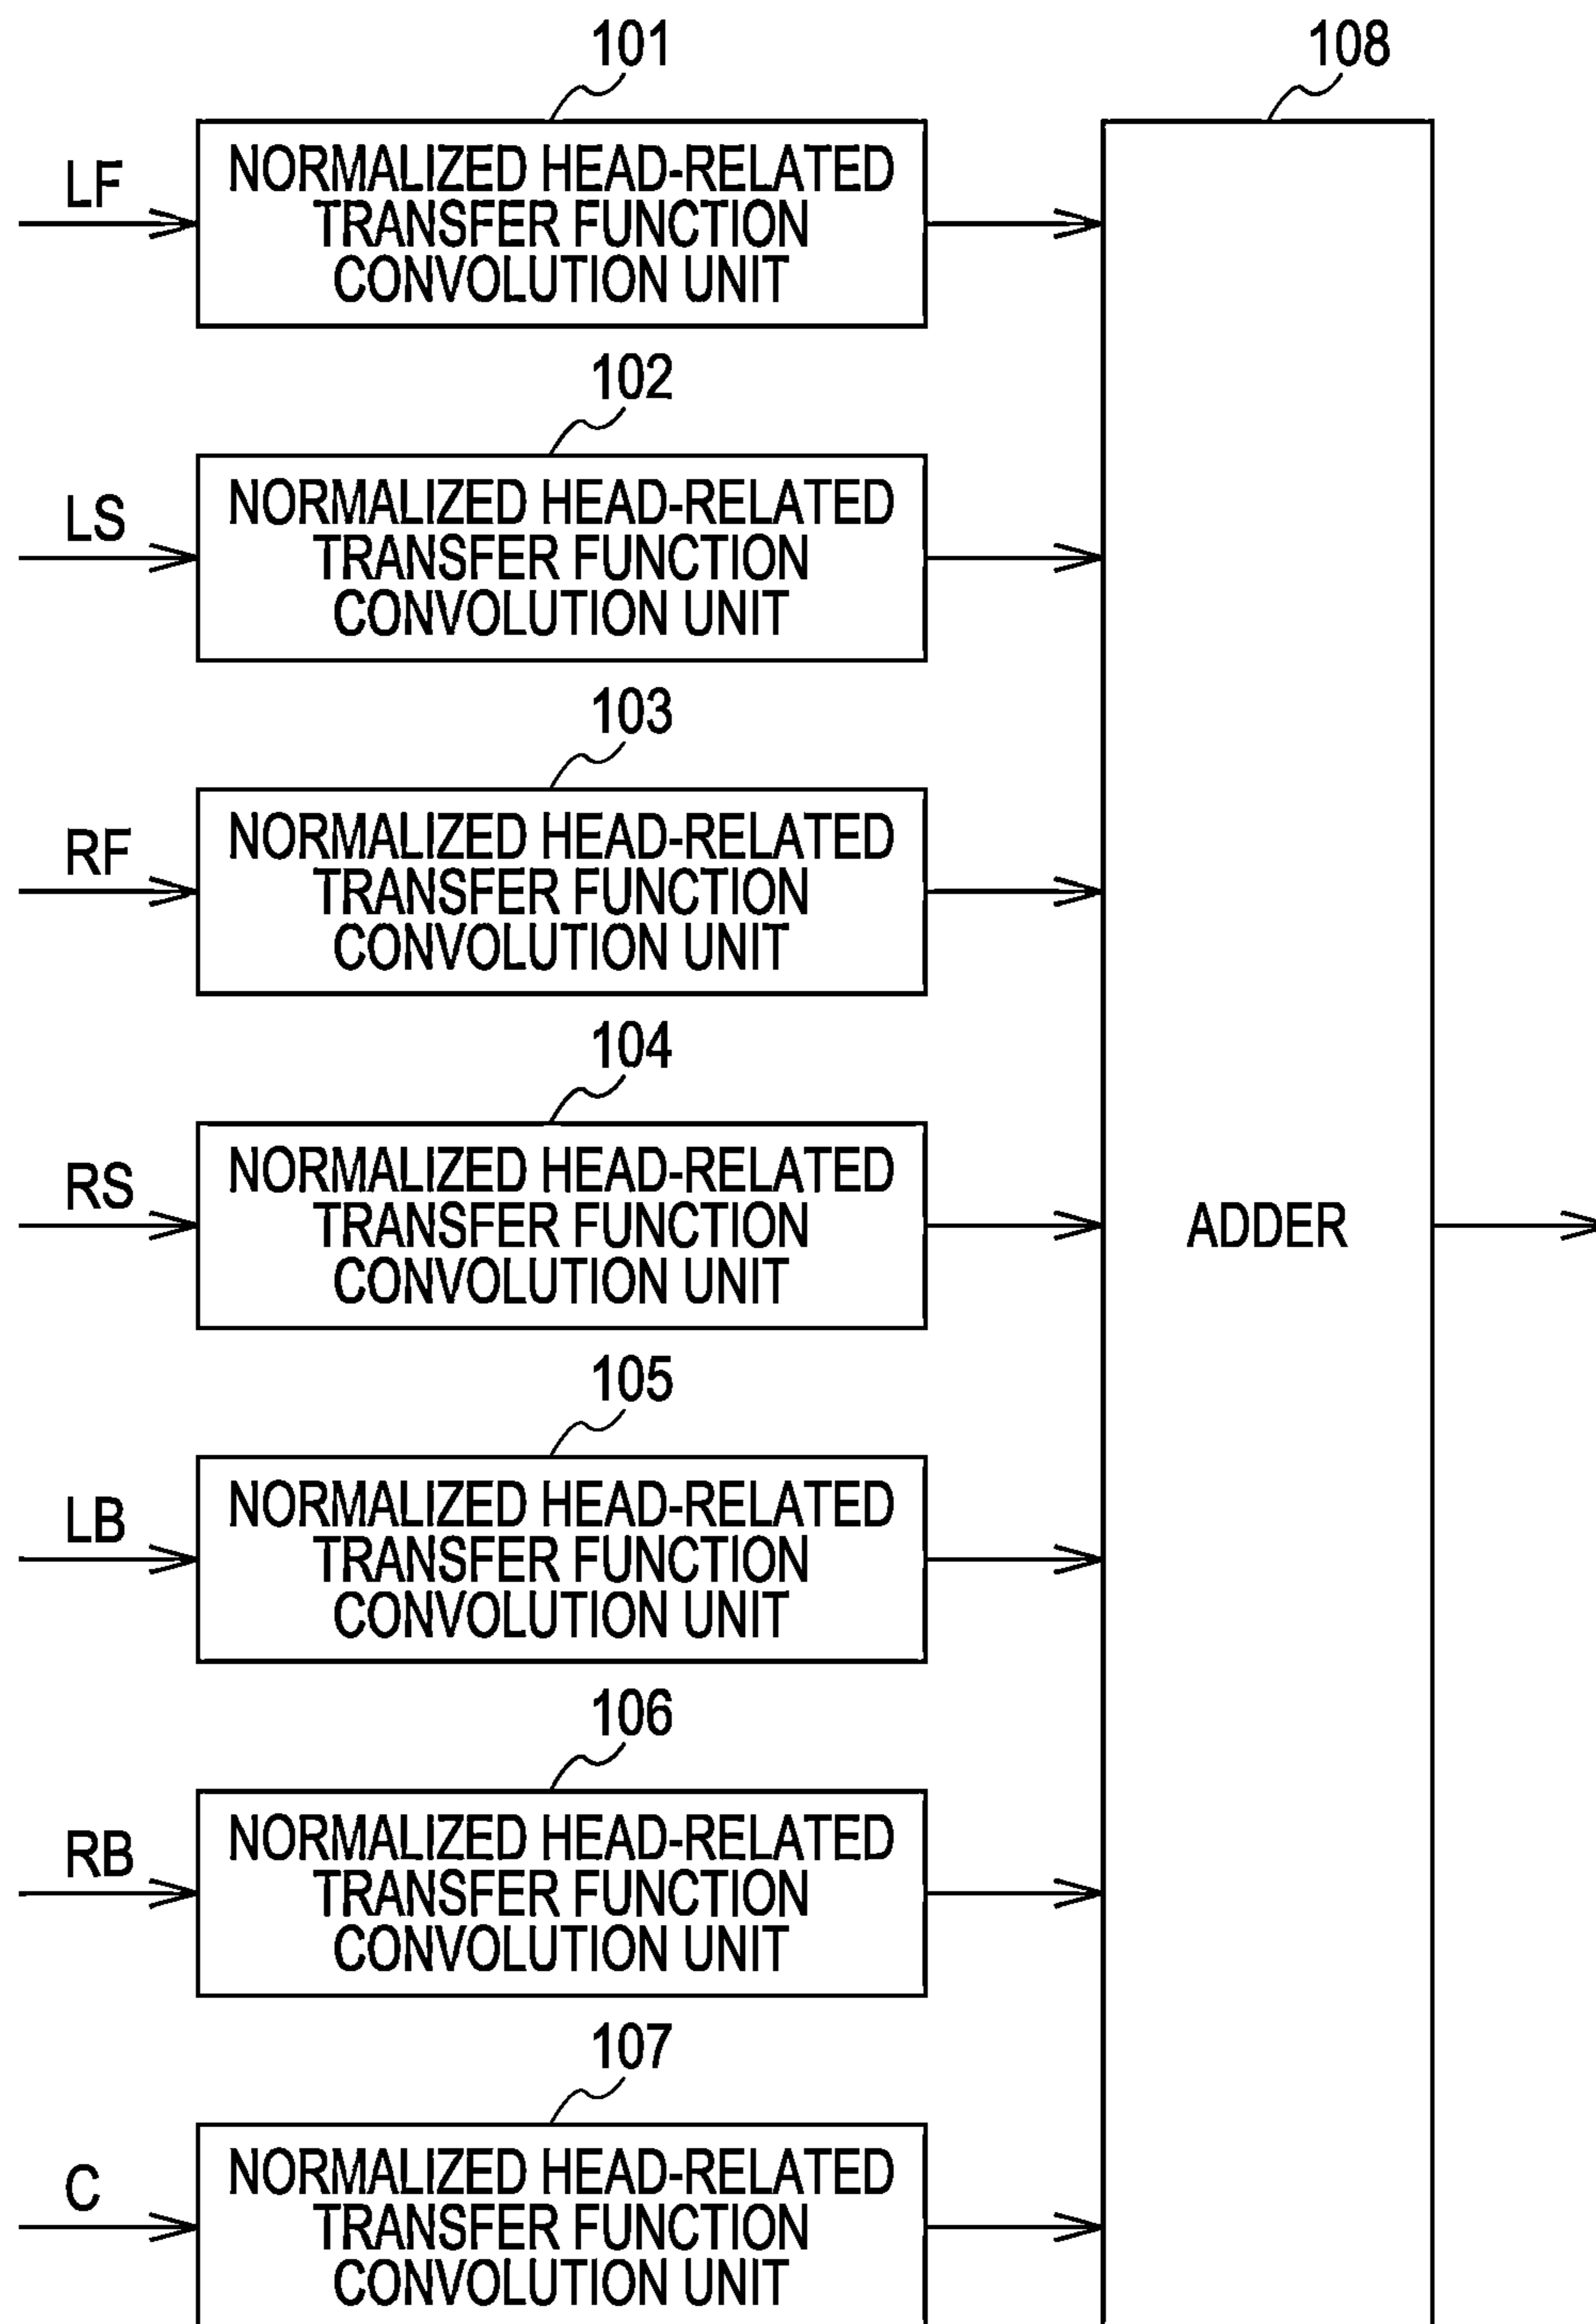 101
108
LF
NORMALIZED HEAD-RELATED
TRANSFER FUNCTION
CONVOLUTION UNIT
102
LS
NORMALIZED HEAD-RELATED
TRANSFER FUNCTION
CONVOLUTION UNIT
103
RF
NORMALIZED HEAD-RELATED
TRANSFER FUNCTION
CONVOLUTION UNIT
104
RS
NORMALIZED HEAD-RELATED
TRANSFER FUNCTION
CONVOLUTION UNIT
ADDER
105
LB
NORMALIZED HEAD-RELATED
TRANSFER FUNCTION
CONVOLUTION UNIT
106
RB
NORMALIZED HEAD-RELATED
TRANSFER FUNCTION
CONVOLUTION UNIT
107
C
NORMALIZED HEAD-RELATED
TRANSFER FUNCTION
CONVOLUTION UNIT